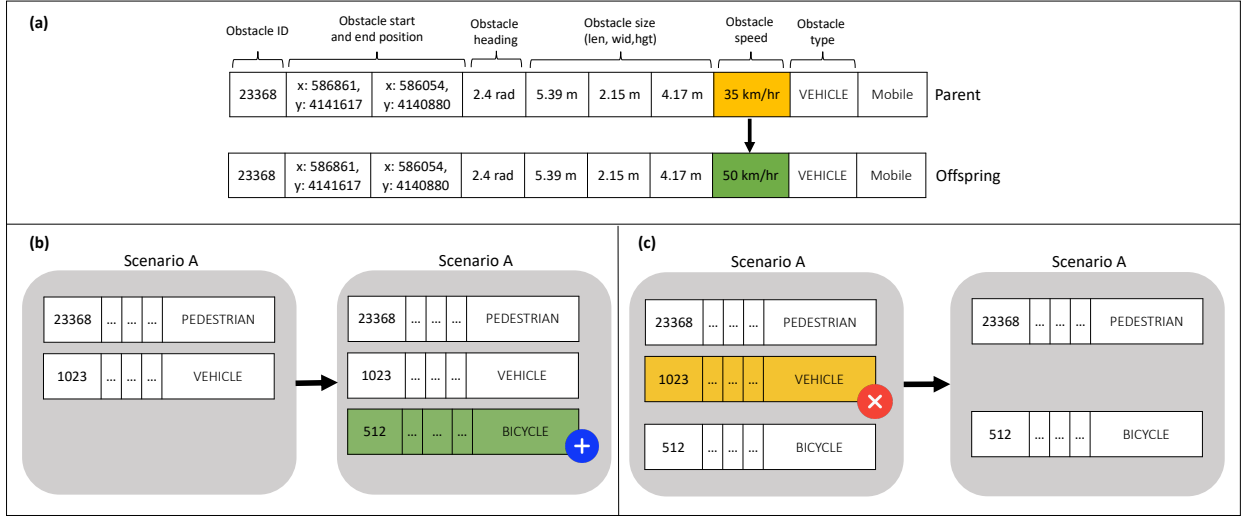 (a)
Obstacle ID
Obstacle start
and end position
Obstacle
heading
Obstacle size
(len, wid,hgt)
Obstacle
speed
Obstacle
type
23368
x: 586861,
y: 4141617
x: 586054,
y: 4140880
2.4 rad
5.39 m
2.15 m
4.17 m
35 km/hr
VEHICLE
Mobile
Parent
23368
x: 586861,
y: 4141617
x: 586054,
y: 4140880
2.4 rad
5.39 m
2.15 m
4.17 m
50 km/hr
VEHICLE
Mobile
Offspring
(b)
Scenario A
23368 ... ... ... PEDESTRIAN
1023 ... ... ... VEHICLE
Scenario A
23368 ... ... ... PEDESTRIAN
1023 ... ... ... VEHICLE
512 ... ... ... BICYCLE
(c)
Scenario A
23368 ... ... ... PEDESTRIAN
1023 ... ... ... VEHICLE
512 ... ... ... BICYCLE
Scenario A
23368 ... ... ... PEDESTRIAN
512 ... ... ... BICYCLE